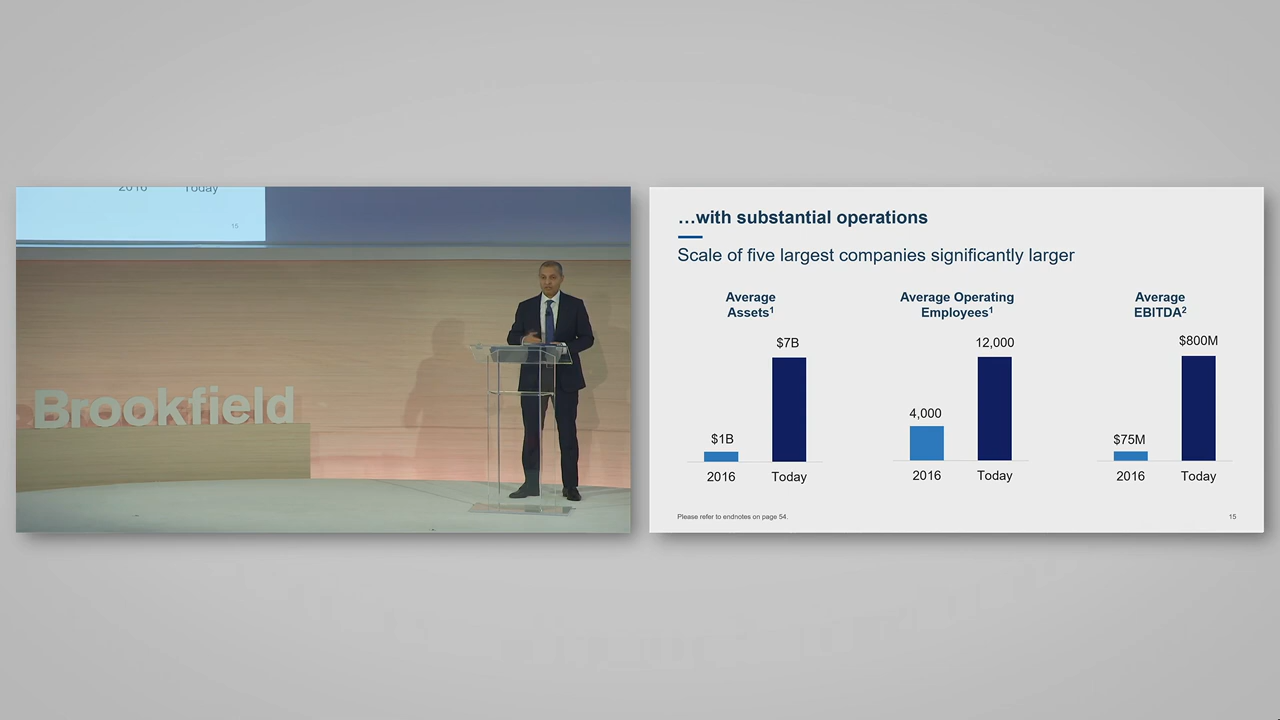 2016 Today
15
Brookfield
…with substantial operations
Scale of five largest companies significantly larger
Average
Assets¹
$7B
$1B
2016 Today
Average Operating
Employees¹
12,000
4,000
2016 Today
Average
EBITDA²
$800M
$75M
2016 Today
Please refer to endnotes on page 54.
15